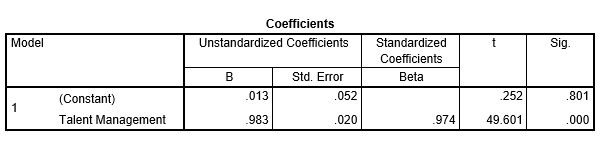 Coefficients
Model Unstandardized Coefficients Standardized Coefficients t Sig.
B Std. Error Beta
1 (Constant) .013 .052 .252 .801
Talent Management .983 .020 .974 49.601 .000